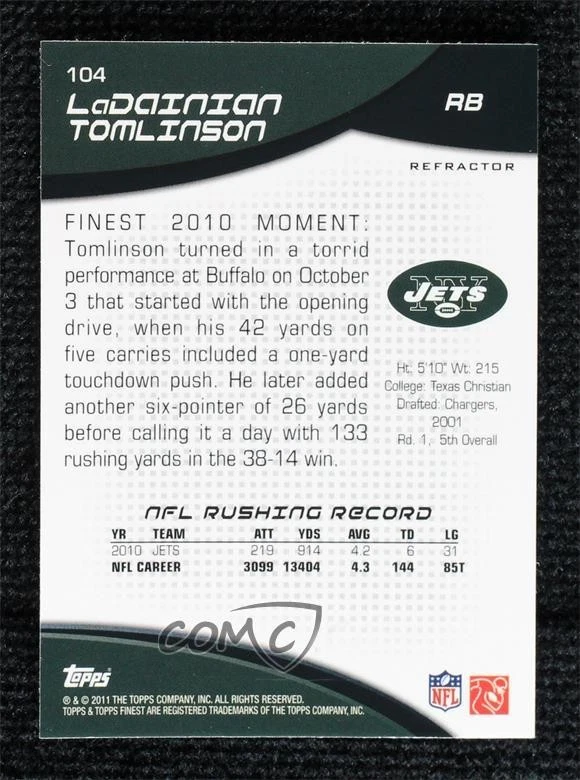 104
LaDAINIAN
TOMLINSON
RB
REFRACTOR
FINEST 2010 MOMENT:
Tomlinson turned in a torrid
performance at Buffalo on October
3 that started with the opening
drive, when his 42 yards on
five carries included a one-yard
touchdown push. He later added
another six-pointer of 26 yards
before calling it a day with 133
rushing yards in the 38-14 win.
NY
JETS
Ht: 5'10" Wt: 215
College: Texas Christian
Drafted: Chargers,
2001
Rd. 1, 5th Overall
NFL RUSHING RECORD
YR TEAM ATT YDS AVG TD LG
2010 JETS 219 914 4.2 6 31
NFL CAREER 3099 13404 4.3 144 85T
COMC
Topps
® & © 2011 THE TOPPS COMPANY, INC. ALL RIGHTS RESERVED.
TOPPS & TOPPS FINEST ARE REGISTERED TRADEMARKS OF THE TOPPS COMPANY, INC.
NFL